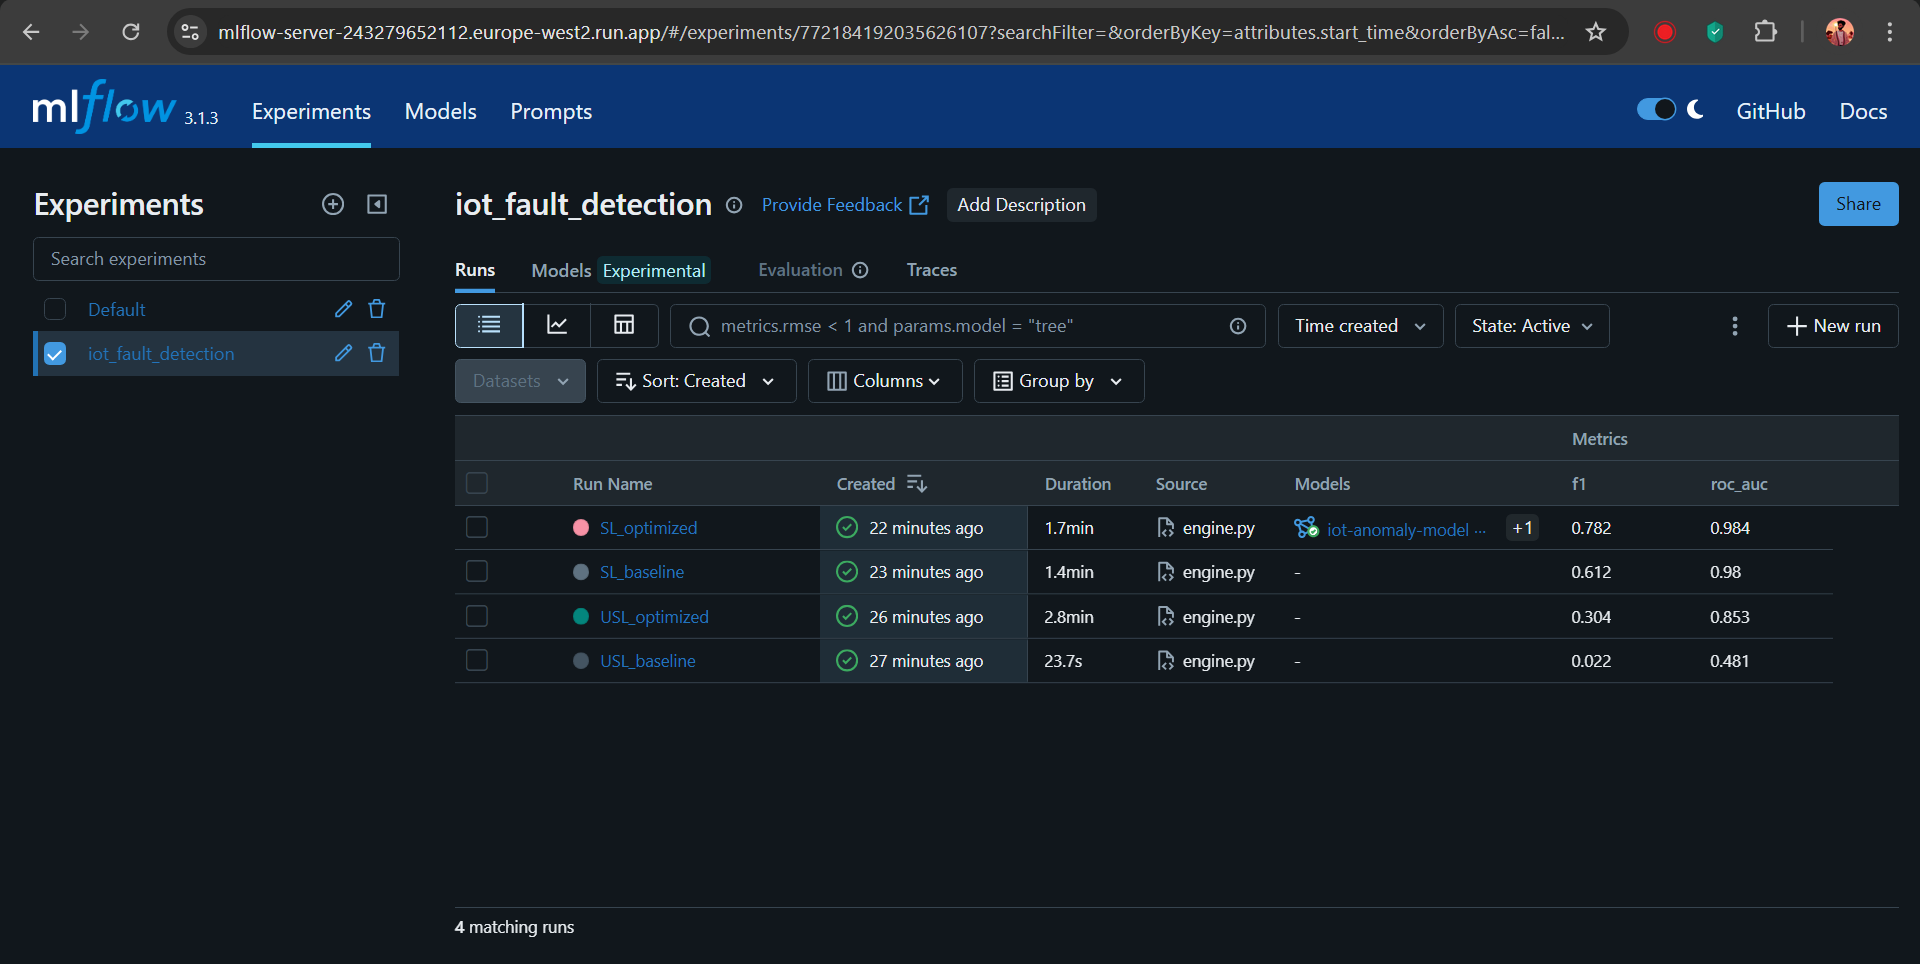 mlflow-server-243279652112.europe-west2.run.app/#/experiments/772184192035626107?searchFilter=&orderByKey=attributes.start_time&orderByAsc=fal...
mlflow 3.1.3 Experiments Models Prompts GitHub Docs
Experiments
Search experiments
Default
iot_fault_detection
iot_fault_detection Provide Feedback Add Description Share
Runs Models Experimental Evaluation Traces
metrics.rmse < 1 and params.model = "tree" Time created State: Active New run
Datasets Sort: Created Columns Group by
Metrics
Run Name Created Duration Source Models f1 roc_auc
SL_optimized 22 minutes ago 1.7min engine.py iot-anomaly-model ... +1 0.782 0.984
SL_baseline 23 minutes ago 1.4min engine.py - 0.612 0.98
USL_optimized 26 minutes ago 2.8min engine.py - 0.304 0.853
USL_baseline 27 minutes ago 23.7s engine.py - 0.022 0.481
4 matching runs